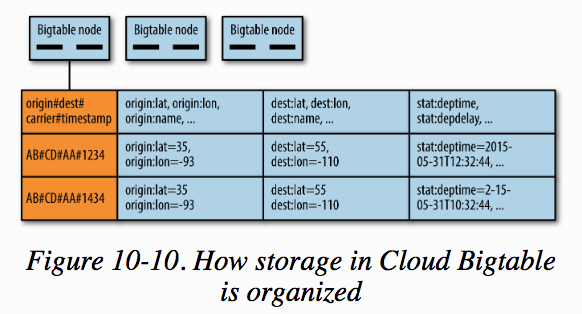 Bigtable node
Bigtable node
Bigtable node
origin#dest#
carrier#timestamp
origin:lat, origin:lon,
origin:name, ...
dest:lat, dest:lon,
dest:name, ...
stat:deptime,
stat:depdelay, ...
AB#CD#AA#1234
origin:lat=35,
origin:lon=-93
dest:lat=55,
dest:lon=-110
stat:deptime=2015-
05-31T12:32:44, ...
AB#CD#AA#1434
origin:lat=35
origin:lon=-93
dest:lat=55
dest:lon=-110
stat:deptime=2-15-
05-31T10:32:44, ...
Figure 10-10. How storage in Cloud Bigtable
is organized